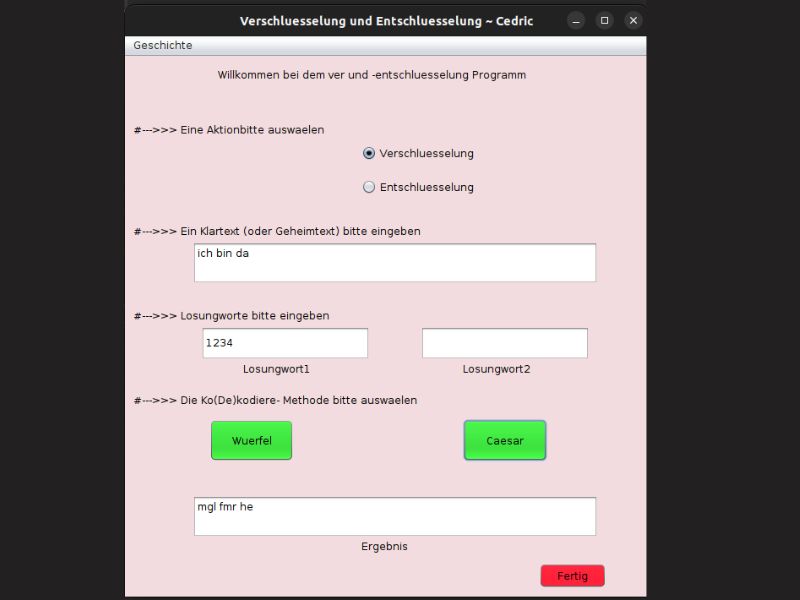 Verschluesselung und Entschluesselung ~ Cedric
Geschichte
Willkommen bei dem ver und -entschluesselung Programm
#--->>> Eine Aktionbitte auswaelen
Verschluesselung
Entschluesselung
#--->>> Ein Klartext (oder Geheimtext) bitte eingeben
ich bin da
#--->>> Losungworte bitte eingeben
1234
Losungwort1 Losungwort2
#--->>> Die Ko(De)kodiere- Methode bitte auswaelen
Wuerfel Caesar
mgl fmr he
Ergebnis
Fertig